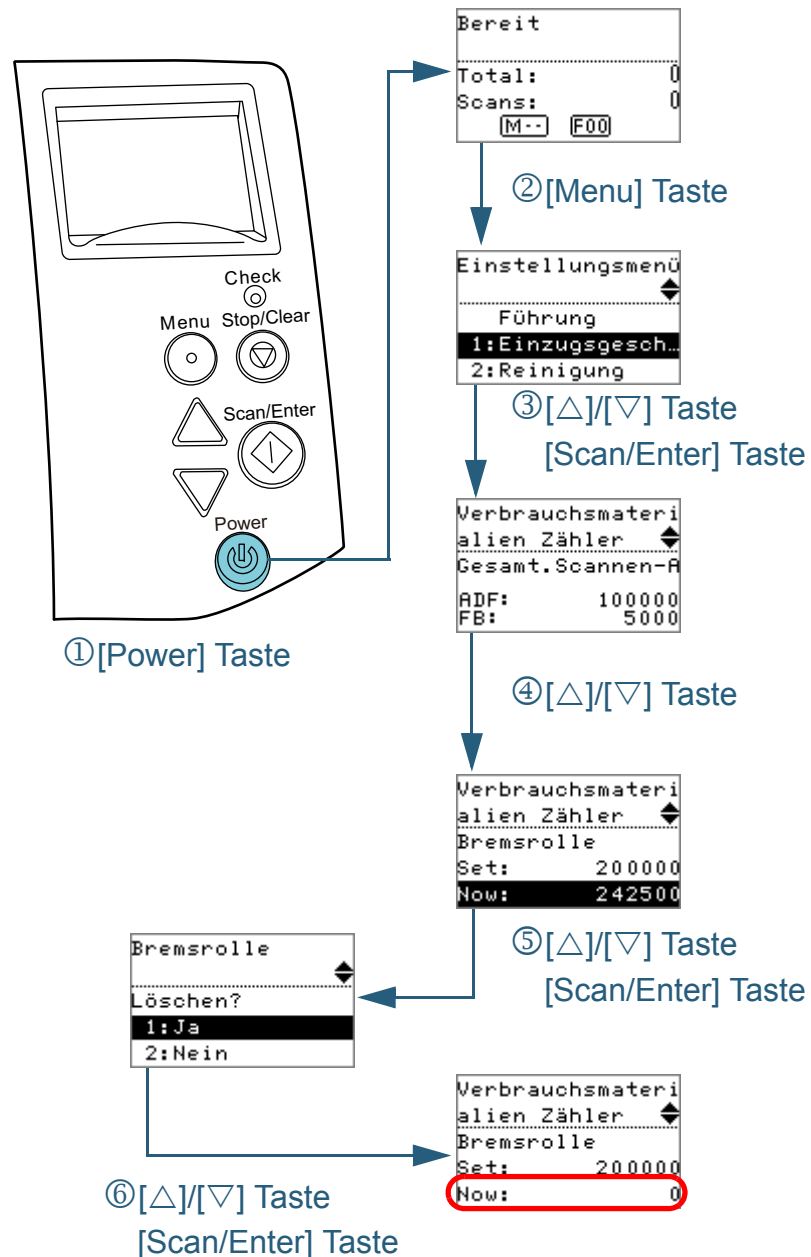 Check
Menu Stop/Clear
Scan/Enter
Power
①[Power] Taste
Bereit
Total: 0
Scans: 0
M-- F00
②[Menu] Taste
Einstellungsmenü
Führung
1:Einzugsgesch…
2:Reinigung
③[△]/[▽] Taste
[Scan/Enter] Taste
Verbrauchsmateri
alien Zähler
Gesamt.Scannen-A
ADF: 100000
FB: 5000
④[△]/[▽] Taste
Verbrauchsmateri
alien Zähler
Bremsrolle
Set: 200000
Now: 242500
⑤[△]/[▽] Taste
[Scan/Enter] Taste
Bremsrolle
Löschen?
1:Ja
2:Nein
⑥[△]/[▽] Taste
[Scan/Enter] Taste
Verbrauchsmateri
alien Zähler
Bremsrolle
Set: 200000
Now: 0